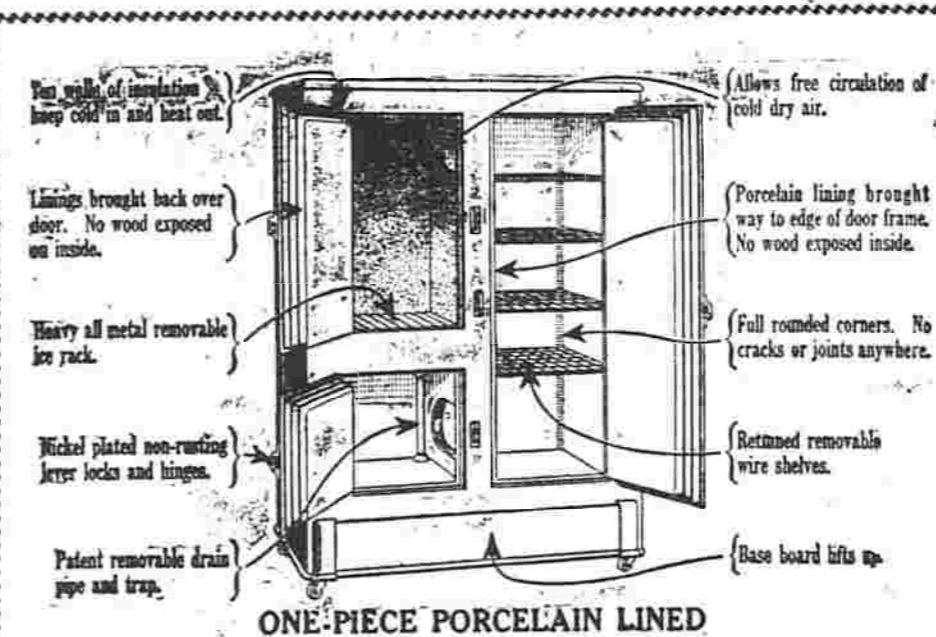 Ten walls of insulation
keep cold in and heat out.
Linings brought back over
door. No wood exposed
on inside.
Heavy all metal removable
ice rack.
Nickel plated non-rusting
lever locks and hinges.
Patent removable drain
pipe and trap.
Allows free circulation of
cold dry air.
Porcelain lining brought
way to edge of door frame.
No wood exposed inside.
Full rounded corners. No
cracks or joints anywhere.
Retinned removable
wire shelves.
Base board lifts up.
ONE-PIECE PORCELAIN LINED